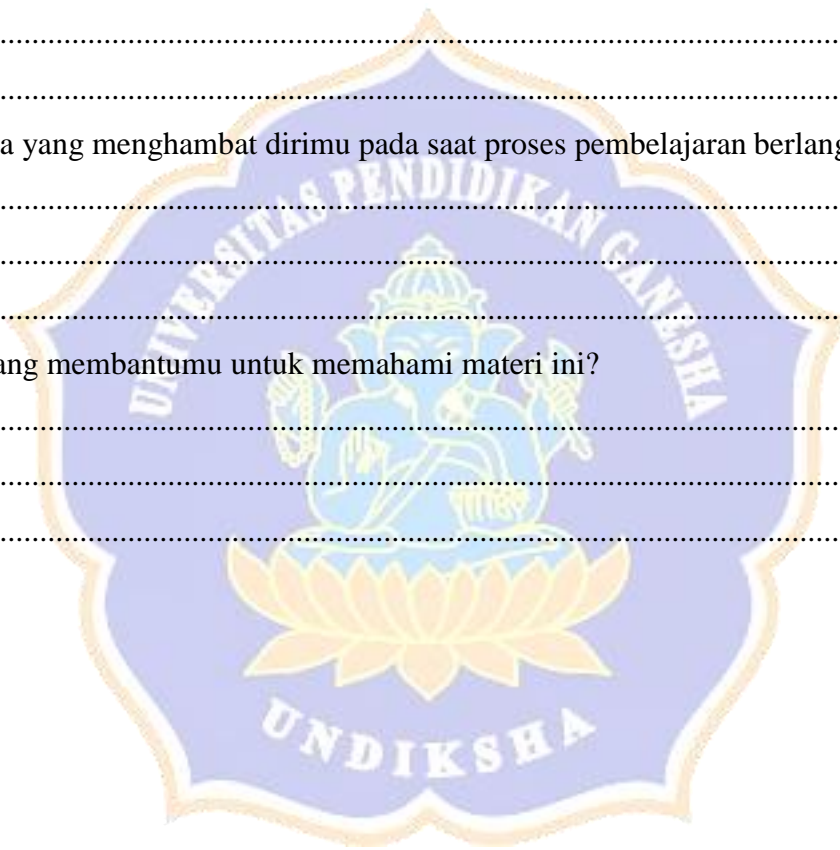 ................................................................................................................
................................................................................................................
a yang menghambat dirimu pada saat proses pembelajaran berlang
................................................................................................................
................................................................................................................
................................................................................................................
ang membantumu untuk memahami materi ini?
................................................................................................................
................................................................................................................
................................................................................................................
UNIVERSITAS PENDIDIKAN GANESHA
UNDIKSHA